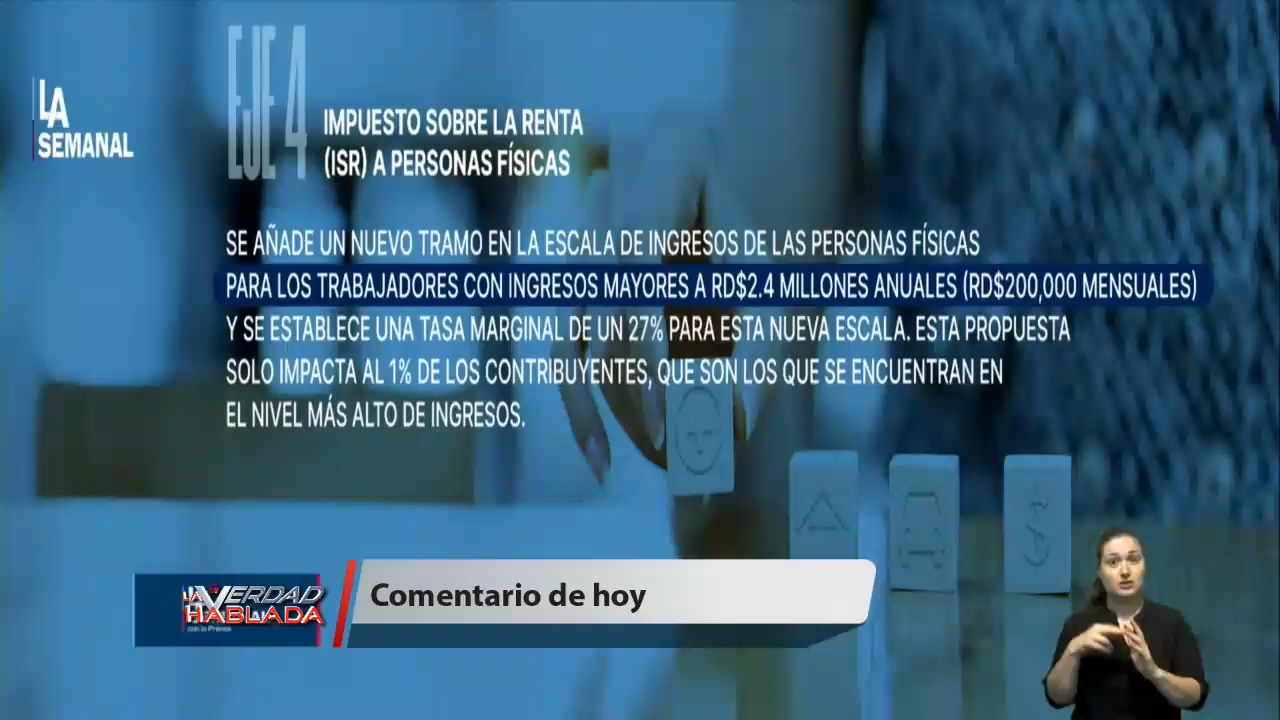 LA
SEMANAL
EJE 4
IMPUESTO SOBRE LA RENTA
(ISR) A PERSONAS FÍSICAS
SE AÑADE UN NUEVO TRAMO EN LA ESCALA DE INGRESOS DE LAS PERSONAS FÍSICAS
PARA LOS TRABAJADORES CON INGRESOS MAYORES A RD$2.4 MILLONES ANUALES (RD$200,000 MENSUALES)
Y SE ESTABLECE UNA TASA MARGINAL DE UN 27% PARA ESTA NUEVA ESCALA. ESTA PROPUESTA
SOLO IMPACTA AL 1% DE LOS CONTRIBUYENTES, QUE SON LOS QUE SE ENCUENTRAN EN
EL NIVEL MÁS ALTO DE INGRESOS.
LA VERDAD
HABLADA
con la Prensa
Comentario de hoy